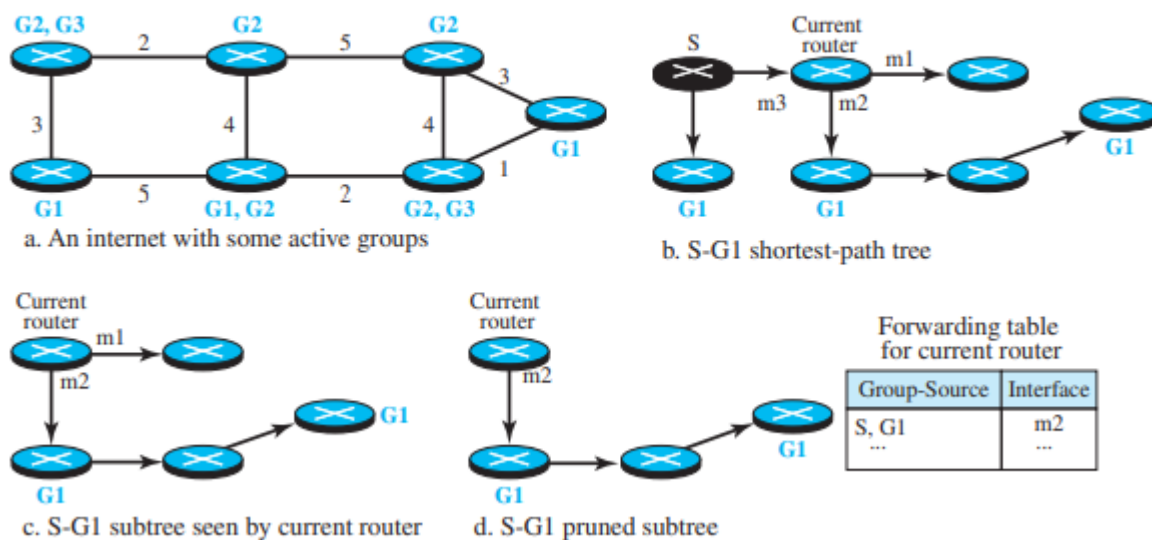 G2, G3
G2
G2
2
5
3
3
4
4
G1
1
5
2
G1
G1, G2
G2, G3
a. An internet with some active groups
S
Current
router
m1
m3
m2
G1
G1
G1
b. S-G1 shortest-path tree
Current
router
m1
m2
G1
G1
c. S-G1 subtree seen by current router
Current
router
m2
G1
G1
d. S-G1 pruned subtree
Forwarding table
for current router
Group-Source Interface
S, G1 m2
... ...